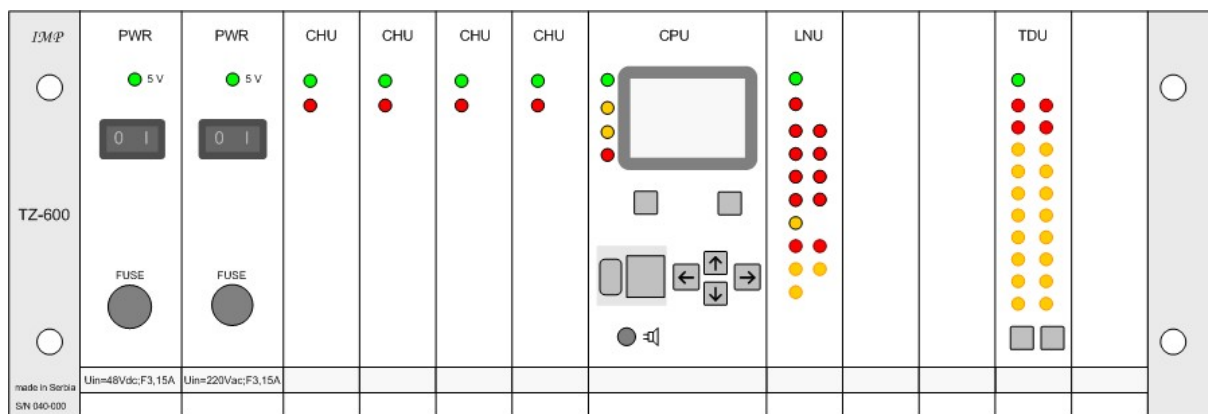 IMP
PWR
PWR
CHU
CHU
CHU
CHU
CPU
LNU
TDU
5 V
5 V
0 I
0 I
TZ-600
FUSE
FUSE
made in Serbia
Uin=48Vdc;F3,15A
Uin=220Vac;F3,15A
S/N 040-000